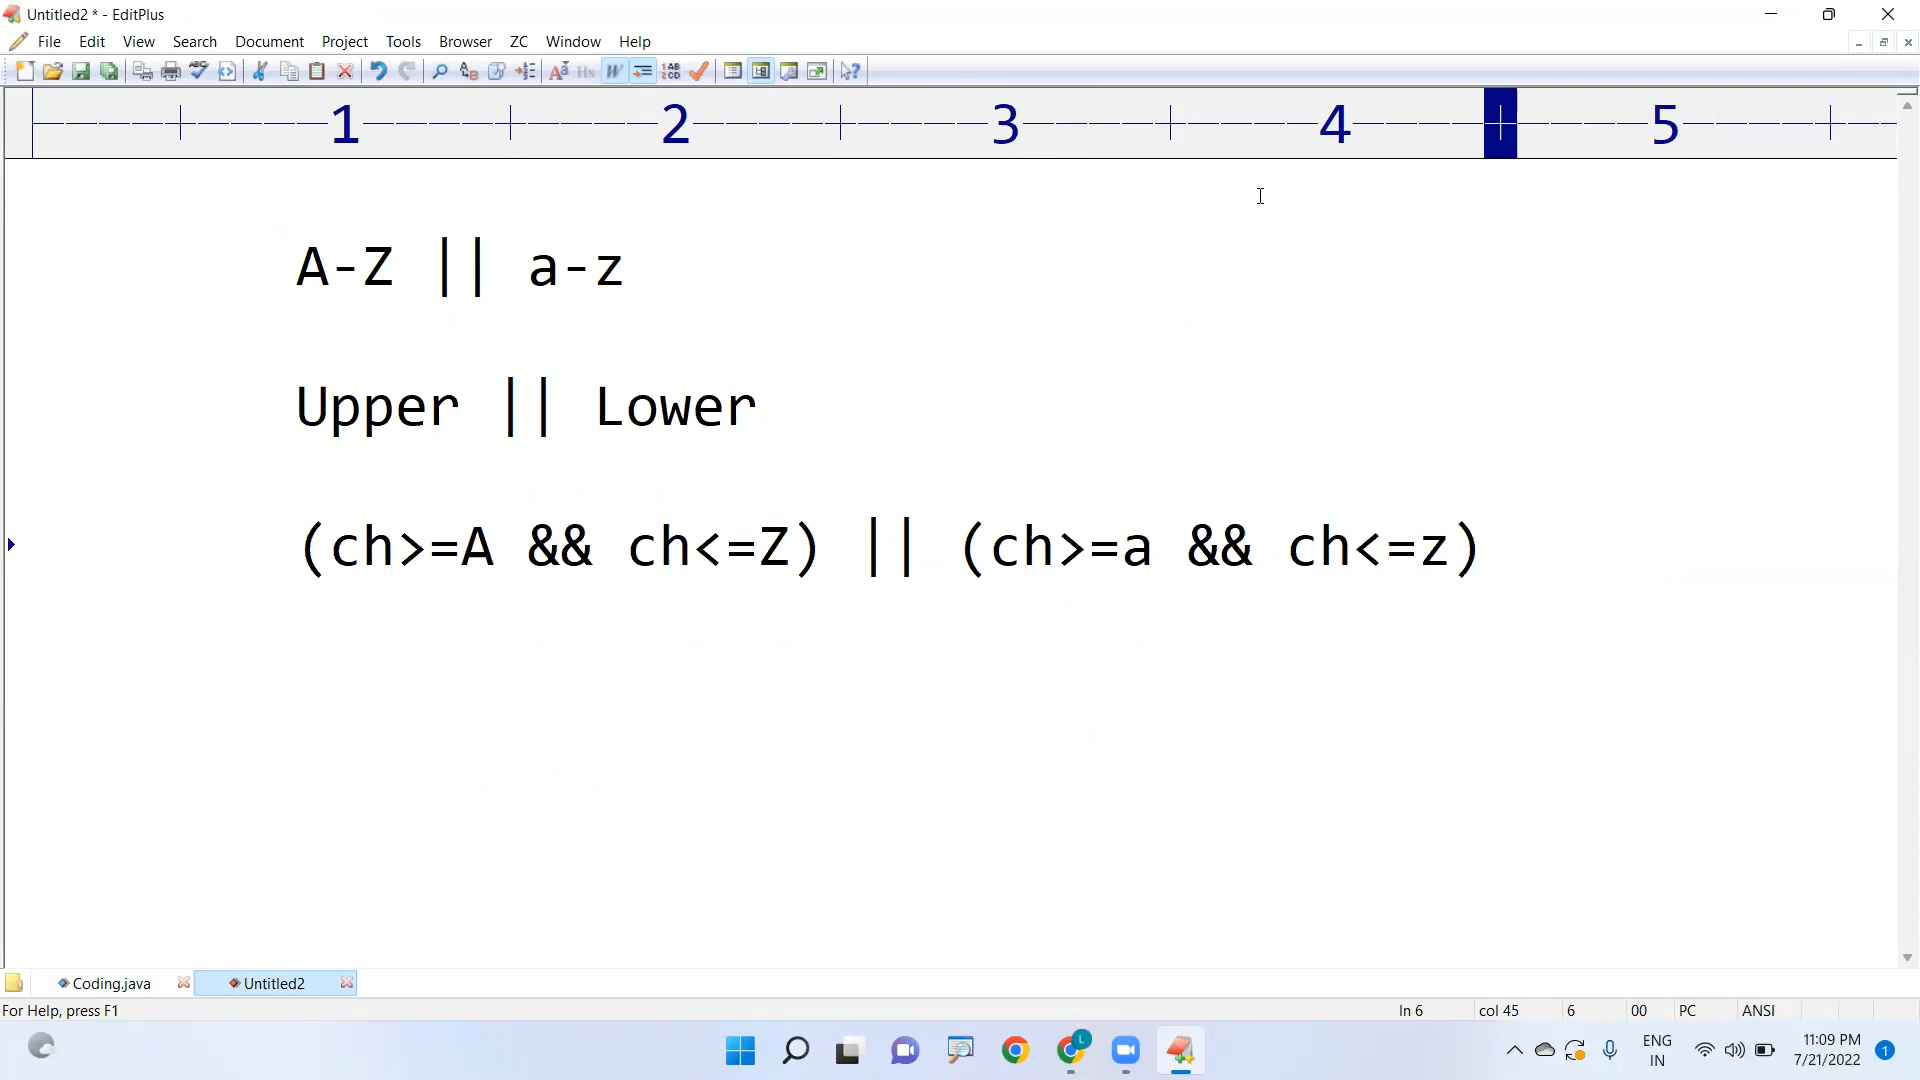 Untitled2 * - EditPlus
File Edit View Search Document Project Tools Browser ZC Window Help
1 2 3 4 5
A-Z || a-z
Upper || Lower
(ch>=A && ch<=Z) || (ch>=a && ch<=z)
Coding.java Untitled2
For Help, press F1 ln 6 col 45 6 00 PC ANSI
ENG 11:09 PM
IN 7/21/2022 1